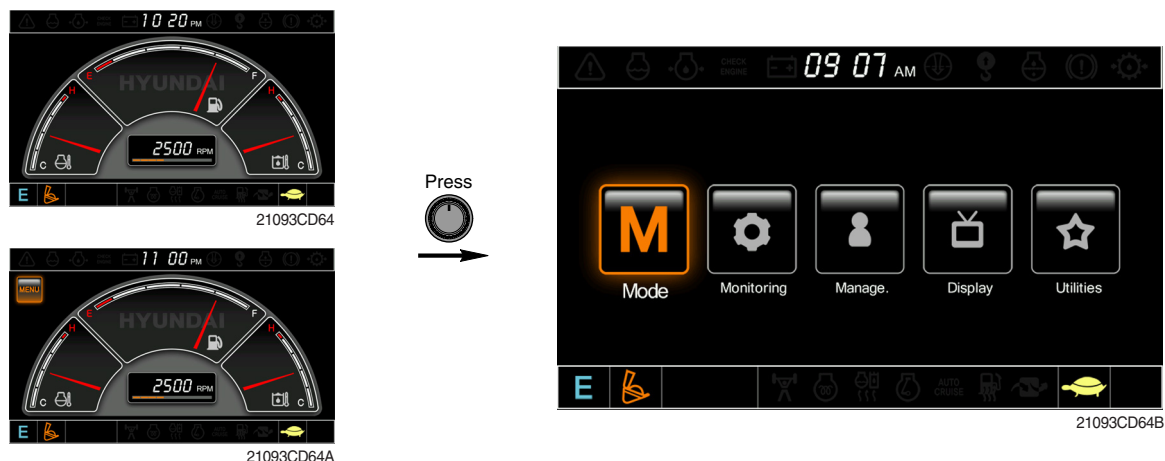 10 20 PM
E F
HYUNDAI
H H
2500 RPM
C C
E
21093CD64
11 00 PM
MENU
E F
HYUNDAI
H H
2500 RPM
C C
E
21093CD64A
Press
CHECK ENGINE
09 07 AM
M
Mode Monitoring Manage. Display Utilities
E
AUTO CRUISE
21093CD64B